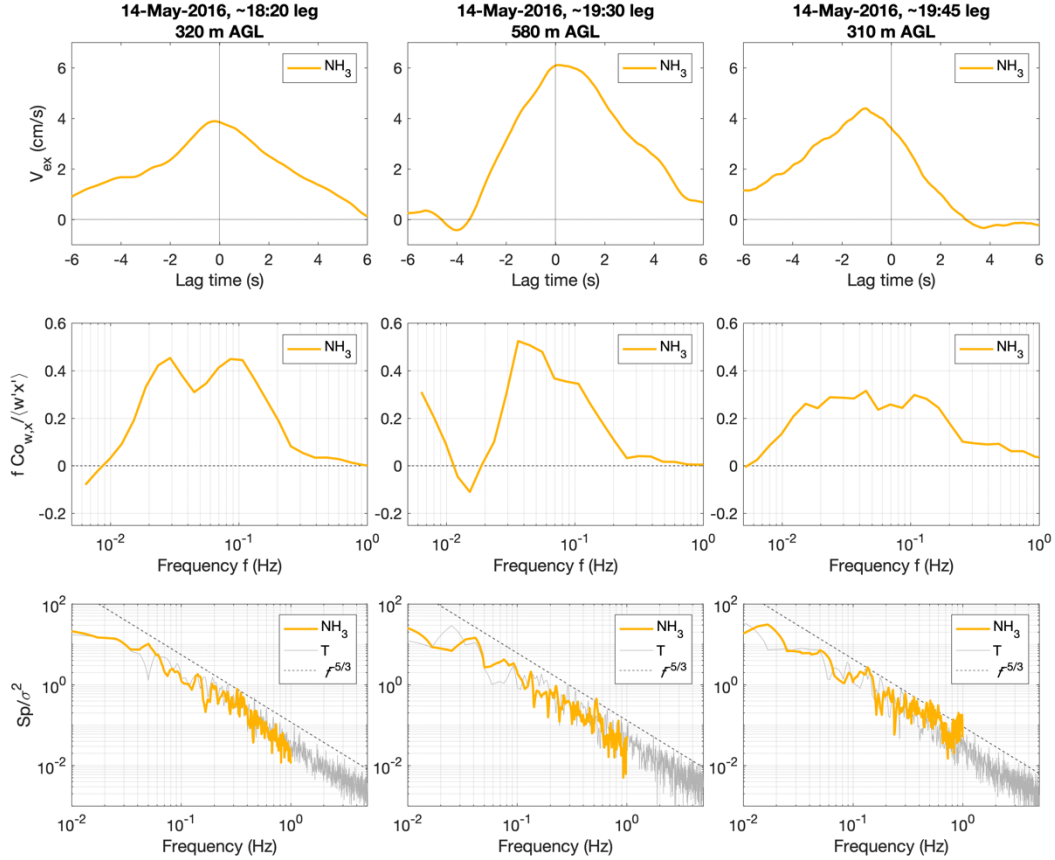 14-May-2016, ~18:20 leg
320 m AGL
14-May-2016, ~19:30 leg
580 m AGL
14-May-2016, ~19:45 leg
310 m AGL
V_ex (cm/s)
6
4
2
0
NH₃
-6 -4 -2 0 2 4 6
Lag time (s)
6
4
2
0
NH₃
-6 -4 -2 0 2 4 6
Lag time (s)
6
4
2
0
NH₃
-6 -4 -2 0 2 4 6
Lag time (s)
f Co_w,x/⟨w'x'⟩
0.6
0.4
0.2
0
-0.2
NH₃
10⁻² 10⁻¹ 10⁰
Frequency f (Hz)
0.6
0.4
0.2
0
-0.2
NH₃
10⁻² 10⁻¹ 10⁰
Frequency f (Hz)
0.6
0.4
0.2
0
-0.2
NH₃
10⁻² 10⁻¹ 10⁰
Frequency f (Hz)
Sp/σ²
10²
10⁰
10⁻²
NH₃
T
f⁻⁵/³
10⁻² 10⁻¹ 10⁰
Frequency (Hz)
10²
10⁰
10⁻²
NH₃
T
f⁻⁵/³
10⁻² 10⁻¹ 10⁰
Frequency (Hz)
10²
10⁰
10⁻²
NH₃
T
f⁻⁵/³
10⁻² 10⁻¹ 10⁰
Frequency (Hz)